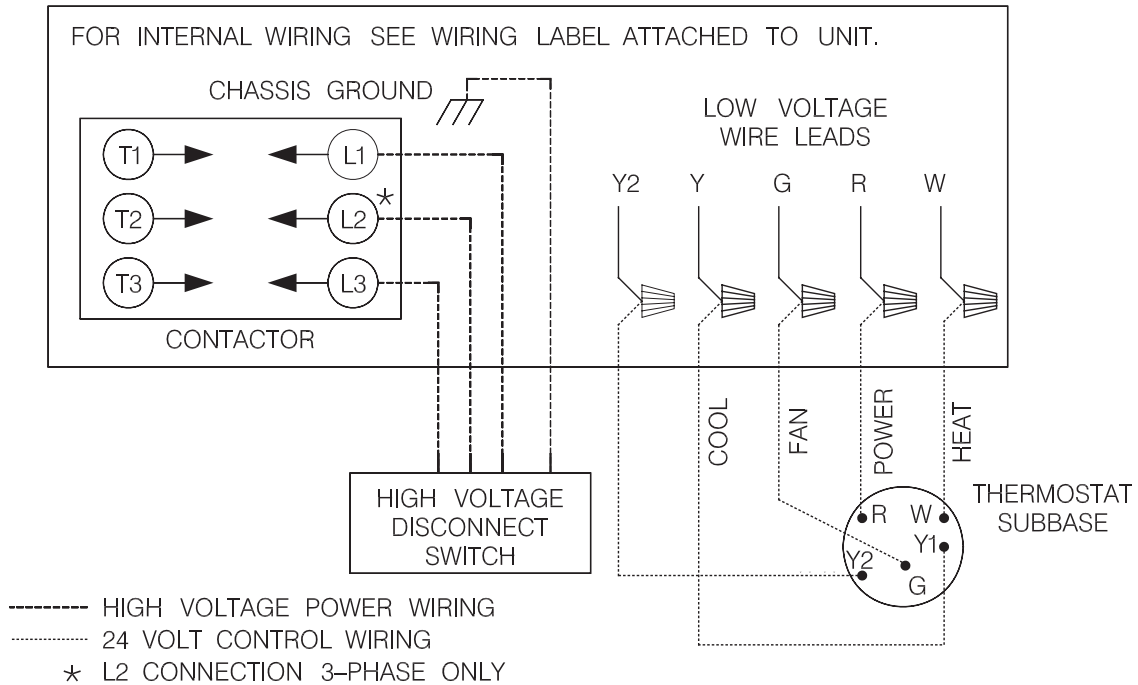 FOR INTERNAL WIRING SEE WIRING LABEL ATTACHED TO UNIT.
CHASSIS GROUND
LOW VOLTAGE
WIRE LEADS
T1
L1
T2
L2
*
T3
L3
CONTACTOR
Y2
Y
G
R
W
COOL
FAN
POWER
HEAT
HIGH VOLTAGE
DISCONNECT
SWITCH
R
W
Y1
Y2
G
THERMOSTAT
SUBBASE
HIGH VOLTAGE POWER WIRING
24 VOLT CONTROL WIRING
* L2 CONNECTION 3–PHASE ONLY